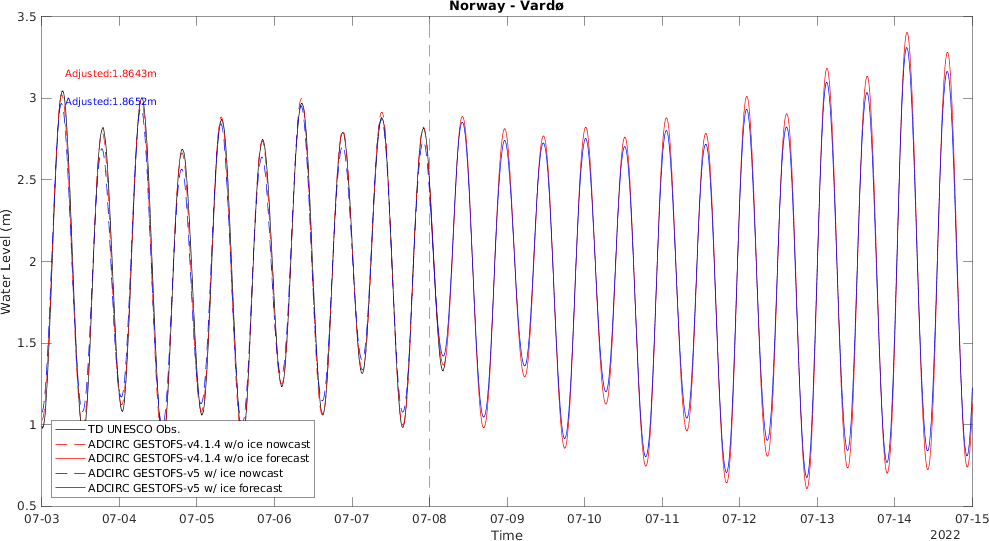 Norway - Vardø
3.5
3
2.5
2
1.5
1
0.5
Water Level (m)
Adjusted:1.8643m
Adjusted:1.8652m
TD UNESCO Obs.
ADCIRC GESTOFS-v4.1.4 w/o ice nowcast
ADCIRC GESTOFS-v4.1.4 w/o ice forecast
ADCIRC GESTOFS-v5 w/ ice nowcast
ADCIRC GESTOFS-v5 w/ ice forecast
07-03 07-04 07-05 07-06 07-07 07-08 07-09 07-10 07-11 07-12 07-13 07-14 07-15
Time
2022